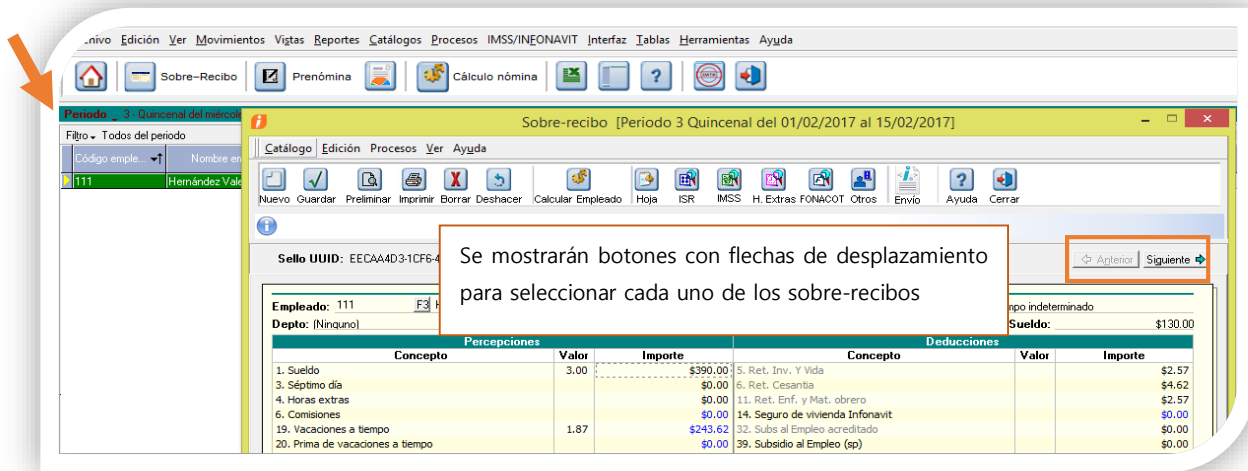 Edición Ver Movimientos Vistas Reportes Catálogos Procesos IMSS/INFONAVIT Interfaz Tablas Herramientas Ayuda
Sobre-Recibo Prenómina Cálculo nómina
Periodo 3 - Quincenal del miércole
Filtro Todos del periodo
Código emple... Nombre en
111 Hernández Vale
Sobre-recibo [Periodo 3 Quincenal del 01/02/2017 al 15/02/2017]
Catálogo Edición Procesos Ver Ayuda
Nuevo Guardar Preliminar Imprimir Borrar Deshacer Calcular Empleado Hoja ISR IMSS H. Extras FONACOT Otros Envío Ayuda Cerrar
Sello UUID: EECAA4D3-1CF6-4
Se mostrarán botones con flechas de desplazamiento
para seleccionar cada uno de los sobre-recibos
Anterior Siguiente
Empleado: 111 F3 H
mpo indeterminado
Depto: (Ninguno)
Sueldo: $130.00
Percepciones Deducciones
Concepto Valor Importe Concepto Valor Importe
1. Sueldo 3.00 $390.00 5. Ret. Inv. Y Vida $2.57
3. Séptimo día $0.00 6. Ret. Cesantia $4.62
4. Horas extras $0.00 11. Ret. Enf. y Mat. obrero $2.57
6. Comisiones $0.00 14. Seguro de vivienda Infonavit $0.00
19. Vacaciones a tiempo 1.87 $243.62 32. Subs al Empleo acreditado $0.00
20. Prima de vacaciones a tiempo $0.00 39. Subsidio al Empleo (sp) $0.00